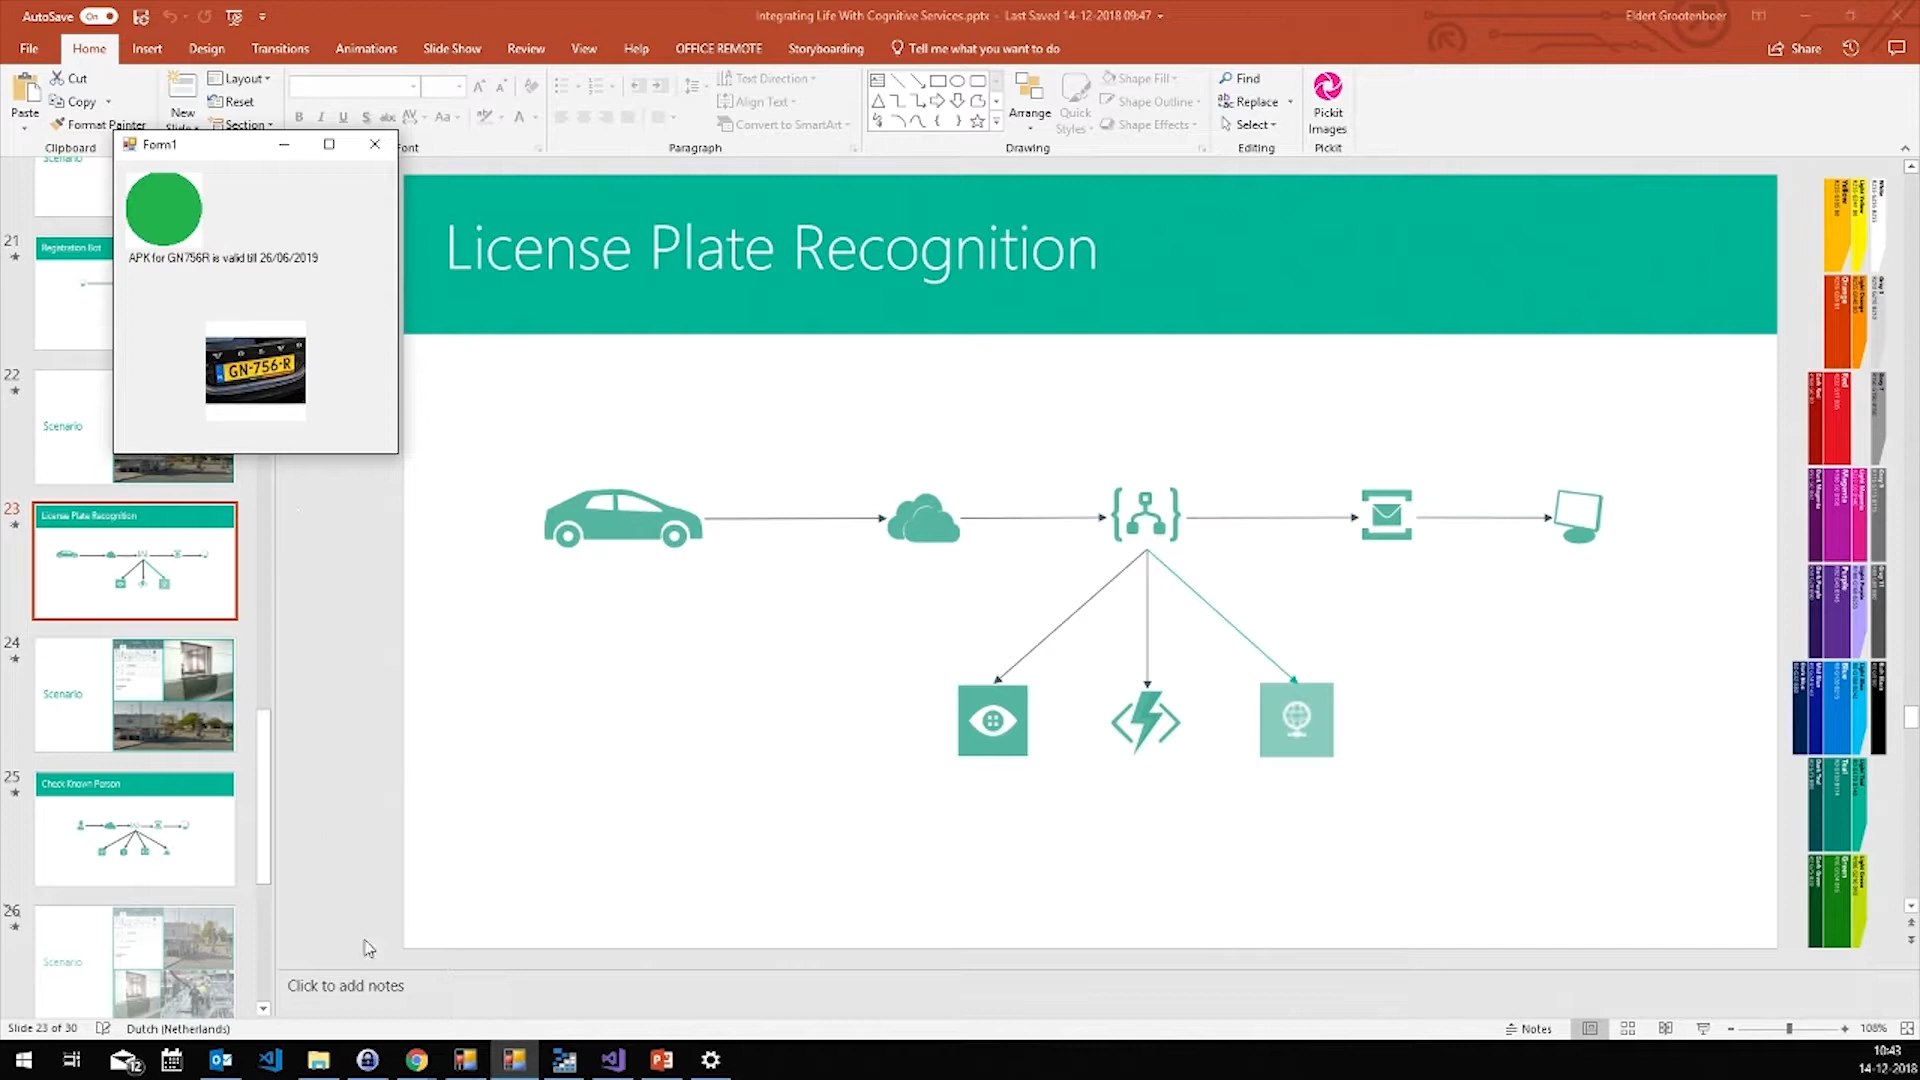 AutoSave On
Integrating Life With Cognitive Services.pptx - Last Saved 14-12-2018 09:47
Eldert Grootenboer
File Home Insert Design Transitions Animations Slide Show Review View Help OFFICE REMOTE Storyboarding Tell me what you want to do
Share
Paste
Cut
Copy
Format Painter
Clipboard
New
Layout
Reset
Section
Font
Text Direction
Align Text
Convert to SmartArt
Paragraph
Arrange
Quick
Styles
Shape Fill
Shape Outline
Shape Effects
Drawing
Find
Replace
Select
Editing
Pickit
Images
Pickit
Form1
APK for GN756R is valid till 26/06/2019
GN-756-R
Scenario
21
Registration Bot
22
Scenario
23
License Plate Recognition
24
Scenario
25
Check Known Person
26
Scenario
License Plate Recognition
Click to add notes
Slide 23 of 30
Dutch (Netherlands)
Notes
108%
12
10:43
14-12-2018